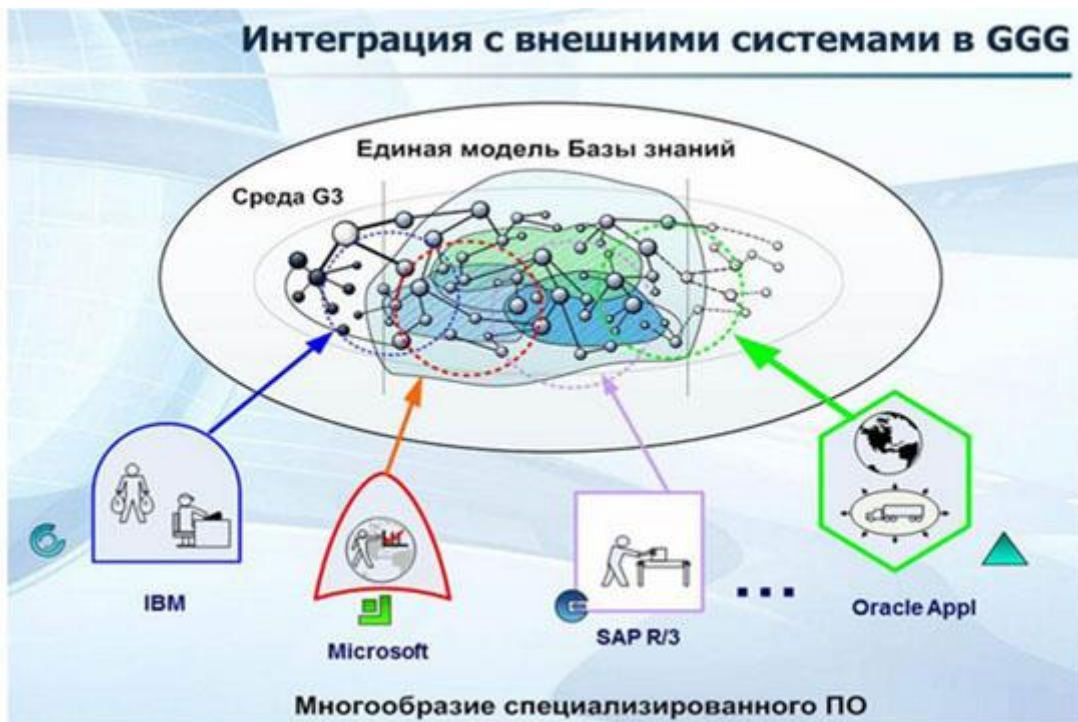 Интеграция с внешними системами в GGG
Единая модель Базы знаний
Среда G3
IBM
Microsoft
SAP R/3
...
Oracle Appl
Многообразие специализированного ПО